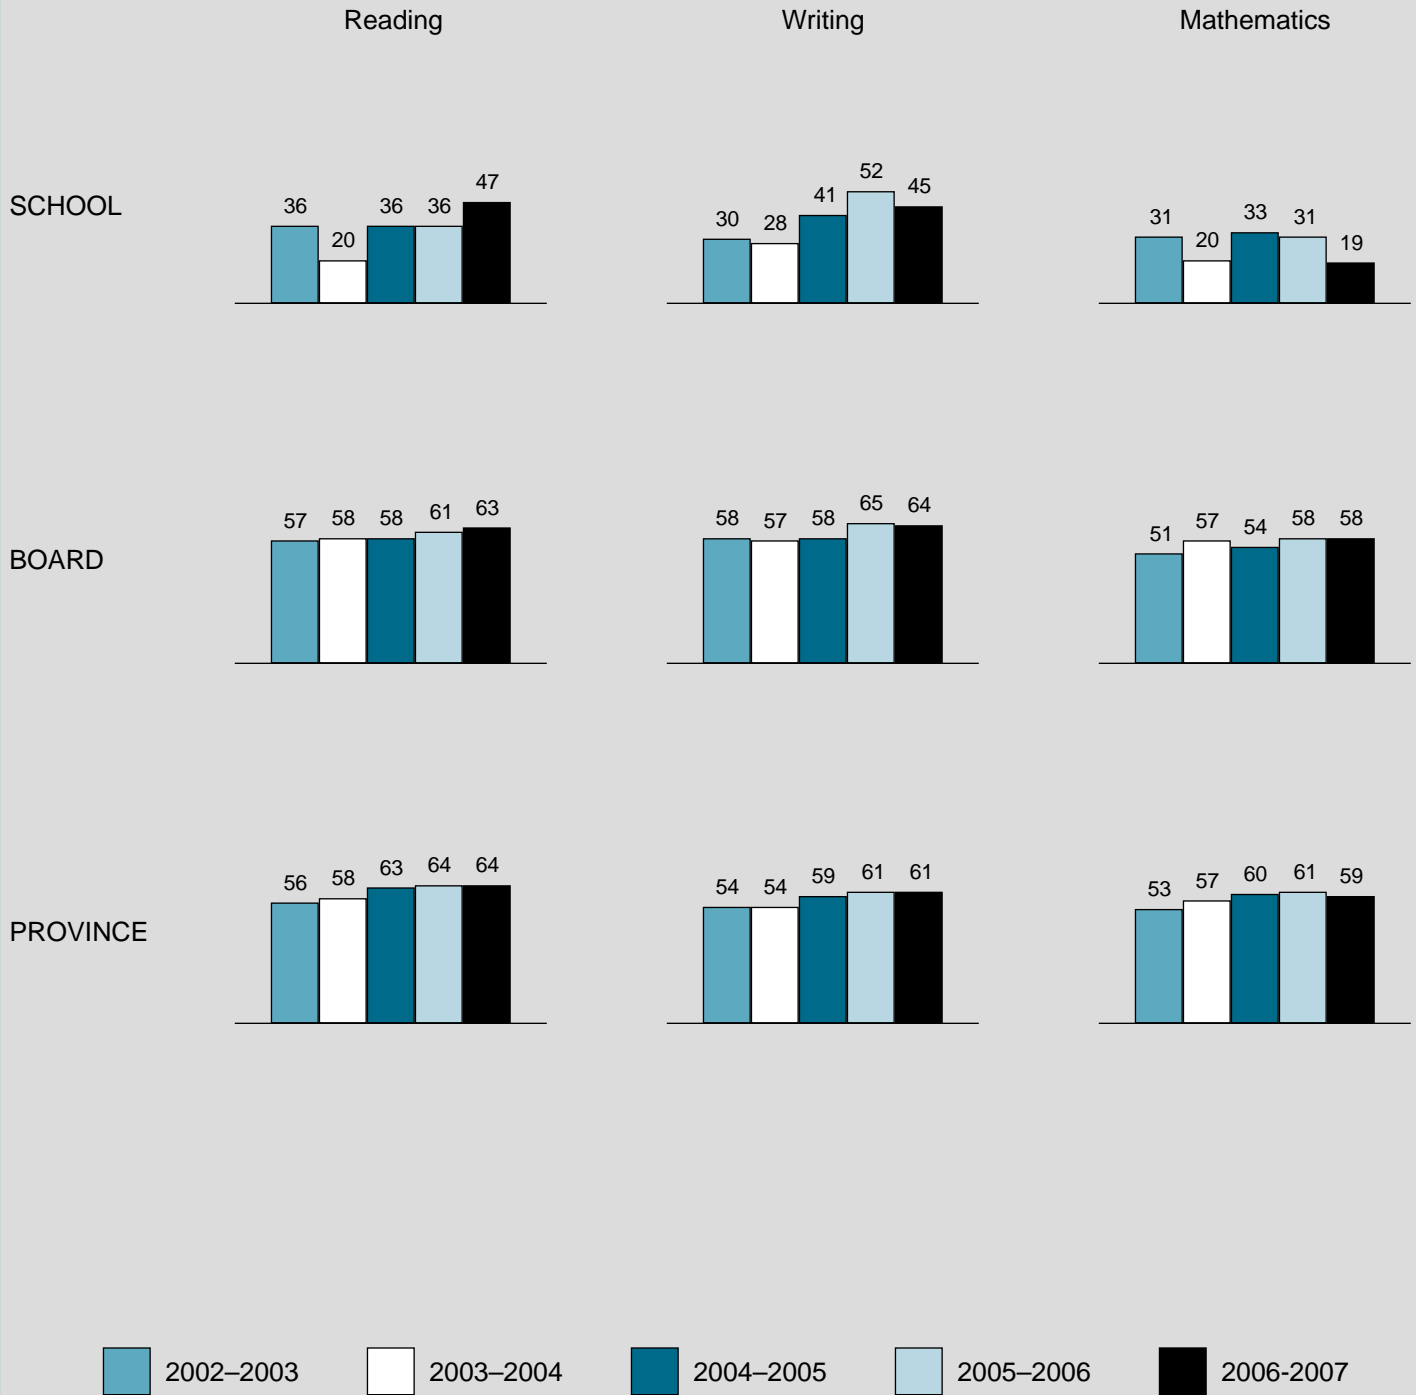 Reading Writing Mathematics
SCHOOL
36 20 36 36 47
30 28 41 52 45
31 20 33 31 19
BOARD
57 58 58 61 63
58 57 58 65 64
51 57 54 58 58
PROVINCE
56 58 63 64 64
54 54 59 61 61
53 57 60 61 59
2002–2003 2003–2004 2004–2005 2005–2006 2006-2007